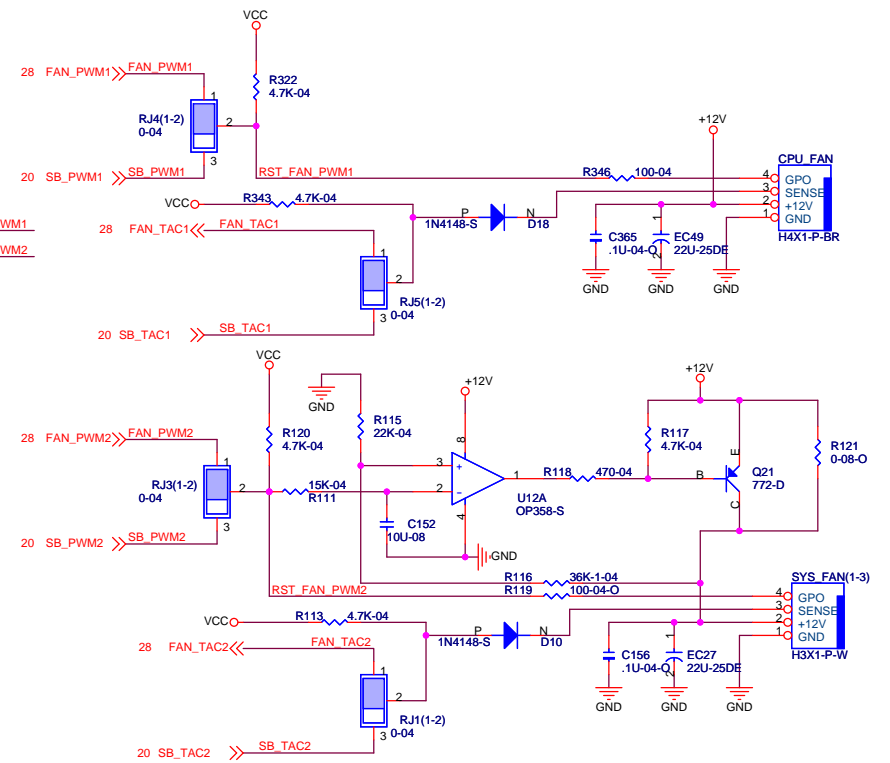 VCC
28 FAN_PWM1 FAN_PWM1
R322
4.7K-04
1
RJ4(1-2)
0-04
2
3
+12V
20 SB_PWM1 SB_PWM1
RST_FAN_PWM1
R346 100-04
CPU_FAN
4 GPO
3 SENSE
2 +12V
1 GND
H4X1-P-BR
VCC
R343 4.7K-04
WM1
28 FAN_TAC1 FAN_TAC1
P N
1N4148-S D18
WM2
1
C365
.1U-04-O
1
EC49
22U-25DE
2
GND
GND
GND
2
RJ5(1-2)
3 0-04
20 SB_TAC1 SB_TAC1
VCC
GND
+12V
+12V
28 FAN_PWM2 FAN_PWM2
R120
4.7K-04
R115
22K-04
8
R117
4.7K-04
E
R121
0-08-O
1
RJ3(1-2)
0-04
2
3
15K-04
R111
3 +
2 -
1
U12A
OP358-S
R118 470-04
B
Q21
772-D
C
C152
10U-08
4
GND
20 SB_PWM2 SB_PWM2
R116 36K-1-04
RST_FAN_PWM2
R119 100-04-O
SYS_FAN(1-3)
4 GPO
3 SENSE
2 +12V
1 GND
H3X1-P-W
VCC
R113 4.7K-04
28 FAN_TAC2 FAN_TAC2
P N
1N4148-S D10
1
C156
.1U-04-O
1
EC27
22U-25DE
2
GND
GND
GND
2
RJ1(1-2)
3 0-04
20 SB_TAC2 SB_TAC2